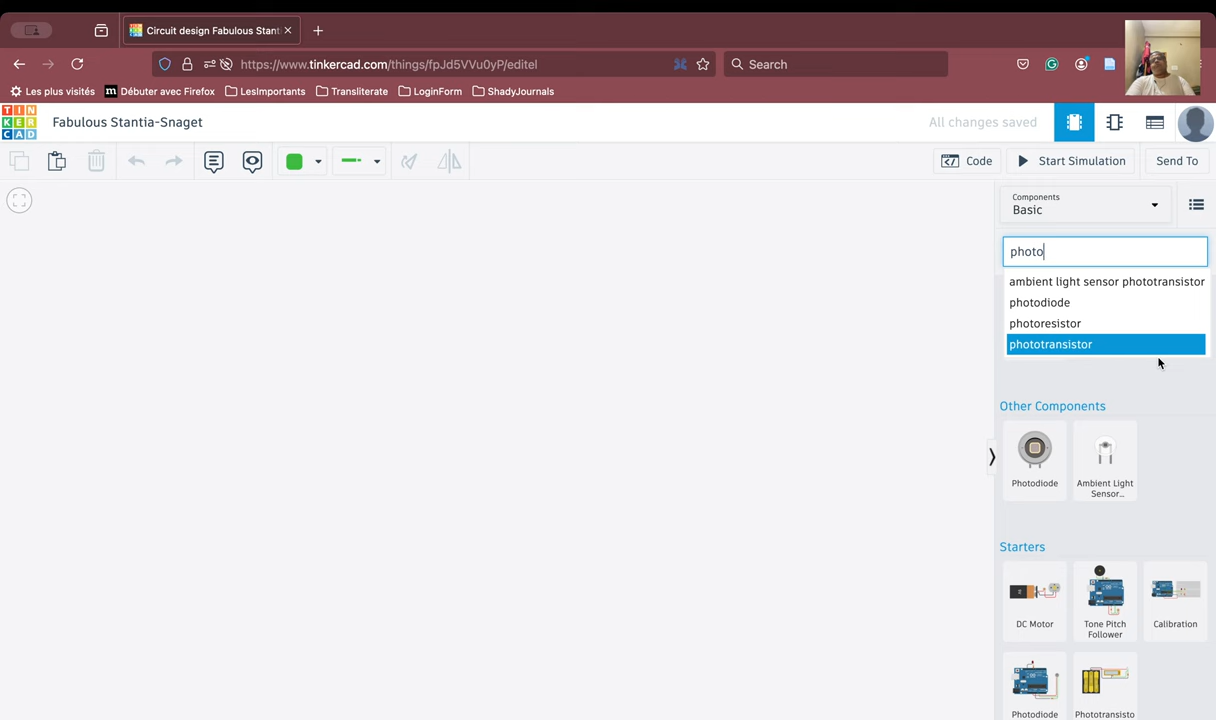 Circuit design Fabulous Stant
https://www.tinkercad.com/things/fpJd5VVu0yP/editel
Search
Les plus visités
m Débuter avec Firefox
LesImportants
Transliterate
LoginForm
ShadyJournals
TIN
KER
CAD
Fabulous Stantia-Snaget
All changes saved
Code
Start Simulation
Send To
Components
Basic
photo
ambient light sensor phototransistor
photodiode
photoresistor
phototransistor
Other Components
Photodiode
Ambient Light
Sensor...
Starters
DC Motor
Tone Pitch
Follower
Calibration
Photodiode
Phototransisto